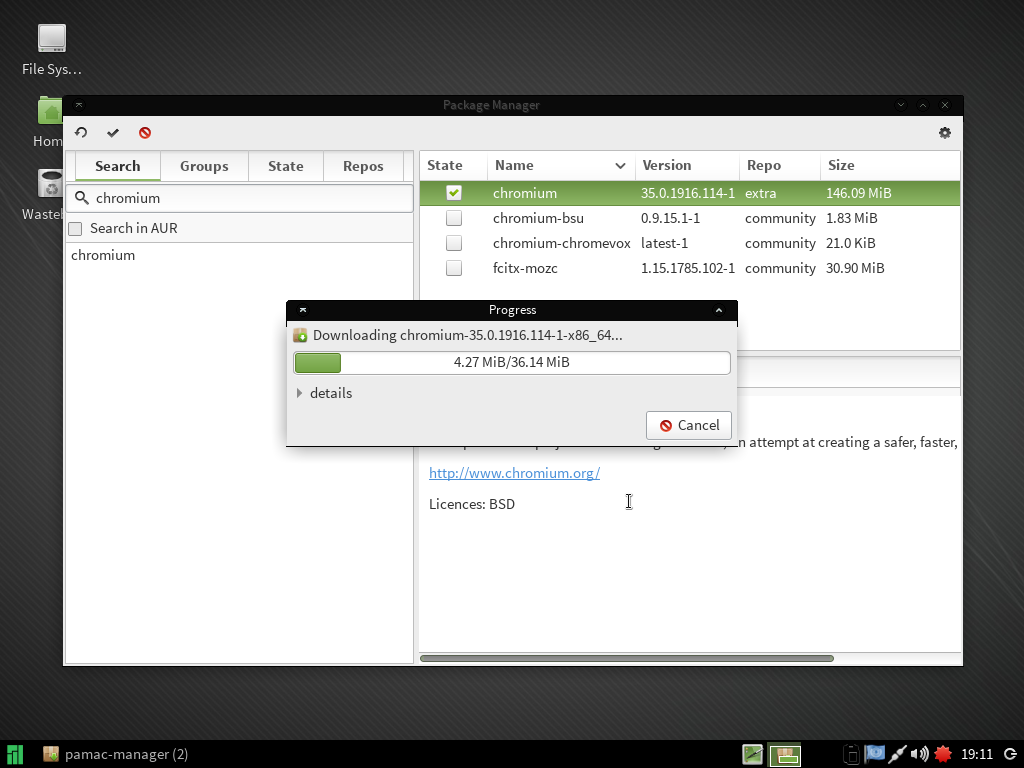 File Sys...
Package Manager
Hom
Search Groups State Repos
State Name Version Repo Size
chromium
chromium 35.0.1916.114-1 extra 146.09 MiB
Search in AUR
chromium-bsu 0.9.15.1-1 community 1.83 MiB
Wastel
chromium
chromium-chromevox latest-1 community 21.0 KiB
fcitx-mozc 1.15.1785.102-1 community 30.90 MiB
Progress
Downloading chromium-35.0.1916.114-1-x86_64...
4.27 MiB/36.14 MiB
details
Cancel
n attempt at creating a safer, faster,
http://www.chromium.org/
Licences: BSD
pamac-manager (2)
19:11